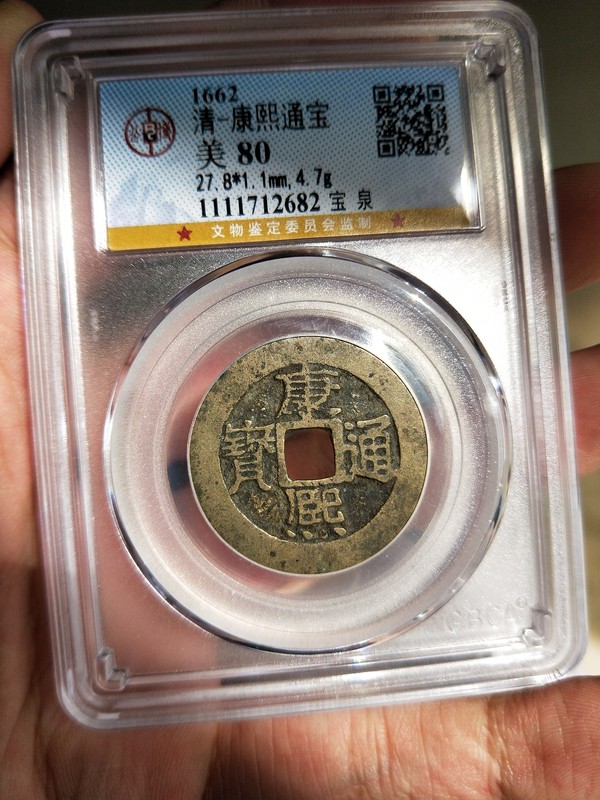 1662
清-康熙通宝
美 80
27.8*1.1mm,4.7g
1111712682 宝 泉
文物鉴定委员会监制
康
寶 通
熙